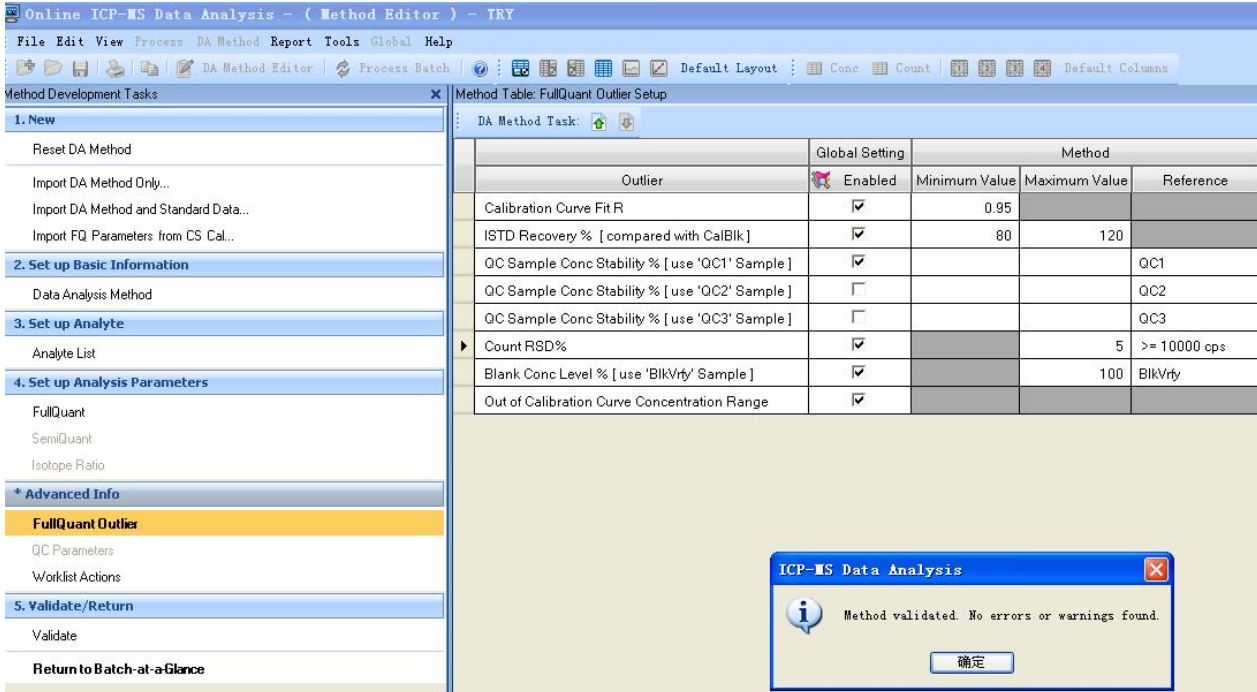 Online ICP-MS Data Analysis - ( Method Editor ) - TRY
File Edit View Process DA Method Report Tools Global Help
DA Method Editor Process Batch Default Layout Conc Count Default Columns
Method Development Tasks
1. New
Reset DA Method
Import DA Method Only...
Import DA Method and Standard Data...
Import FQ Parameters from CS Cal...
2. Set up Basic Information
Data Analysis Method
3. Set up Analyte
Analyte List
4. Set up Analysis Parameters
FullQuant
SemiQuant
Isotope Ratio
* Advanced Info
FullQuant Outlier
QC Parameters
Worklist Actions
5. Validate/Return
Validate
Return to Batch-at-a-Glance
Method Table: FullQuant Outlier Setup
DA Method Task:
Global Setting Method
Outlier Enabled Minimum Value Maximum Value Reference
Calibration Curve Fit R 0.95
ISTD Recovery % [ compared with CalBlk ] 80 120
QC Sample Conc Stability % [ use 'QC1' Sample ] QC1
QC Sample Conc Stability % [ use 'QC2' Sample ] QC2
QC Sample Conc Stability % [ use 'QC3' Sample ] QC3
Count RSD% 5 >= 10000 cps
Blank Conc Level % [ use 'BlkVrfy' Sample ] 100 BlkVrfy
Out of Calibration Curve Concentration Range
ICP-MS Data Analysis
Method validated. No errors or warnings found.
确定